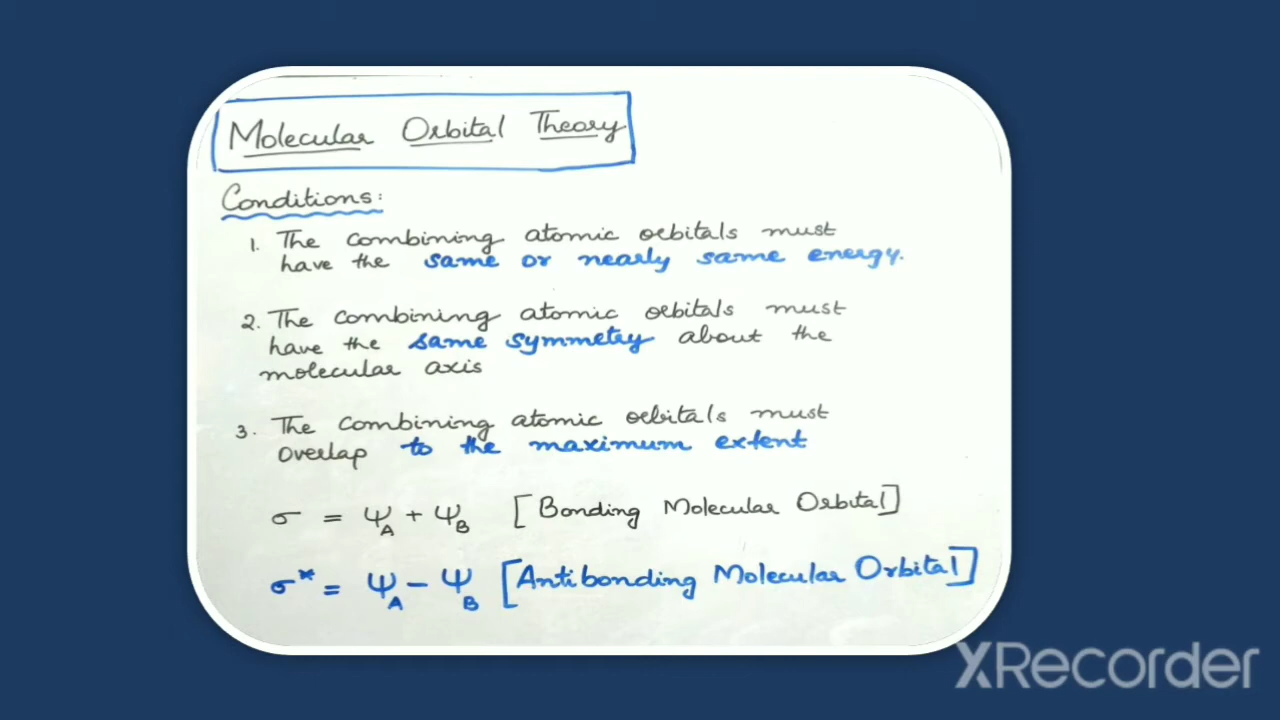 Molecular Orbital Theory
Conditions:
1. The combining atomic orbitals must
have the same or nearly same energy.
2. The combining atomic orbitals must
have the same symmetry about the
molecular axis
3. The combining atomic orbitals must
overlap to the maximum extent
σ = ΨA + ΨB [Bonding Molecular Orbital]
σ* = ΨA − ΨB [Antibonding Molecular Orbital]
XRecorder